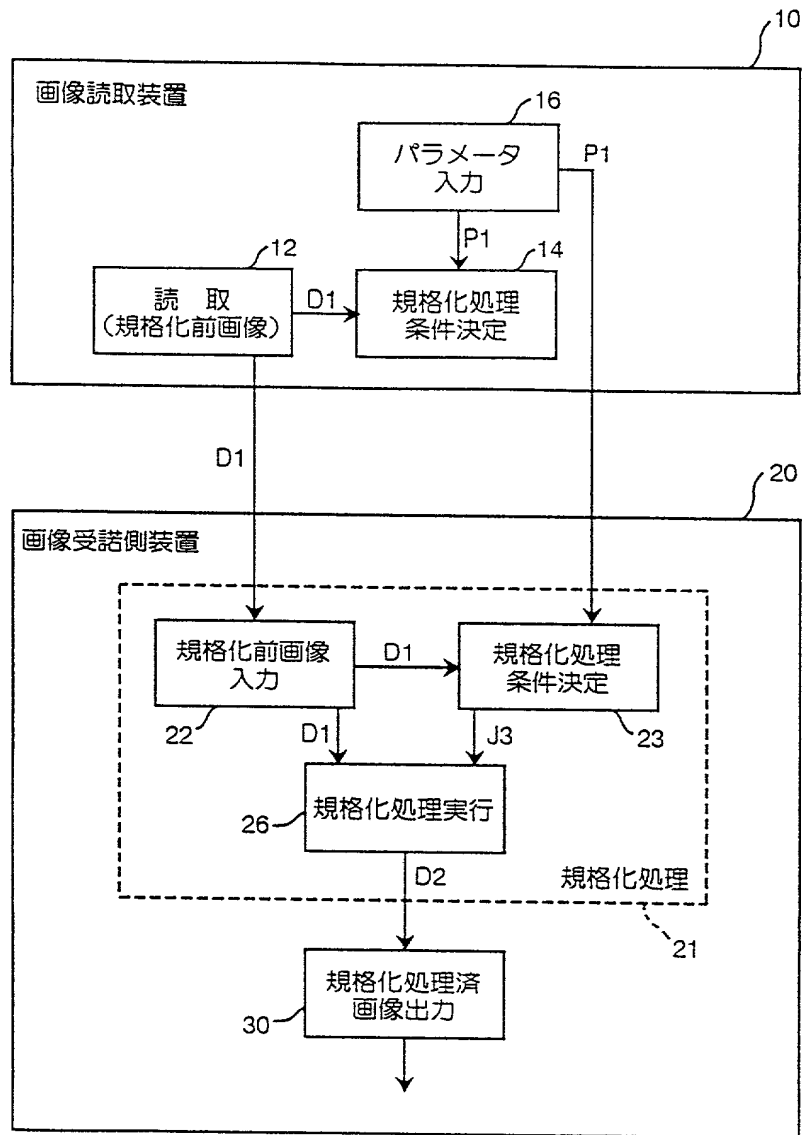 10
画像読取装置
16
パラメータ
入力
P1
P1
12
14
読 取
(規格化前画像)
D1
規格化処理
条件決定
D1
20
画像受諾側装置
規格化前画像
入力
D1
規格化処理
条件決定
22
D1
J3
23
26
規格化処理実行
D2
規格化処理
21
規格化処理済
画像出力
30